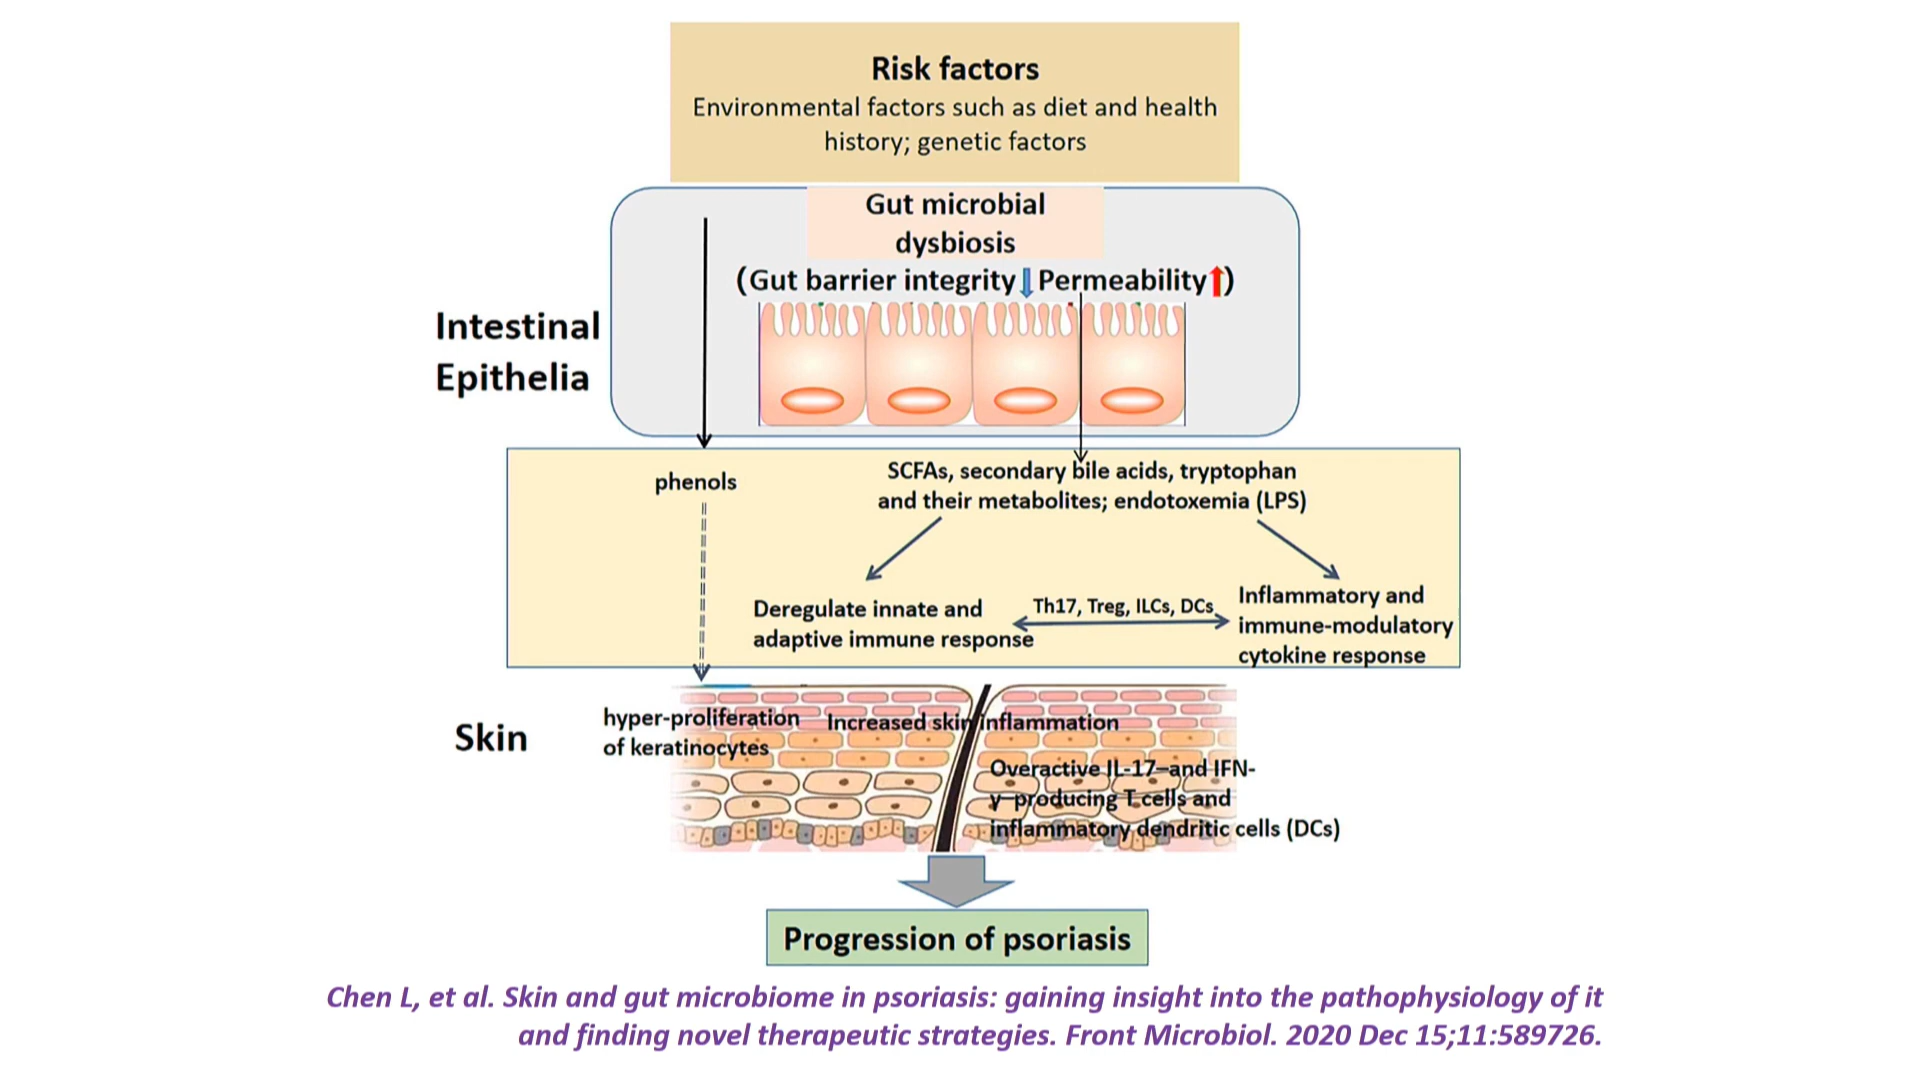 Risk factors
Environmental factors such as diet and health
history; genetic factors
Gut microbial
dysbiosis
(Gut barrier integrity Permeability)
Intestinal
Epithelia
phenols
SCFAs, secondary bile acids, tryptophan
and their metabolites; endotoxemia (LPS)
Deregulate innate and
adaptive immune response
Th17, Treg, ILCs, DCs
Inflammatory and
immune-modulatory
cytokine response
Skin
hyper-proliferation
of keratinocytes
Increased skin inflammation
Overactive IL-17–and IFN-
γ–producing T cells and
inflammatory dendritic cells (DCs)
Progression of psoriasis
Chen L, et al. Skin and gut microbiome in psoriasis: gaining insight into the pathophysiology of it
and finding novel therapeutic strategies. Front Microbiol. 2020 Dec 15;11:589726.